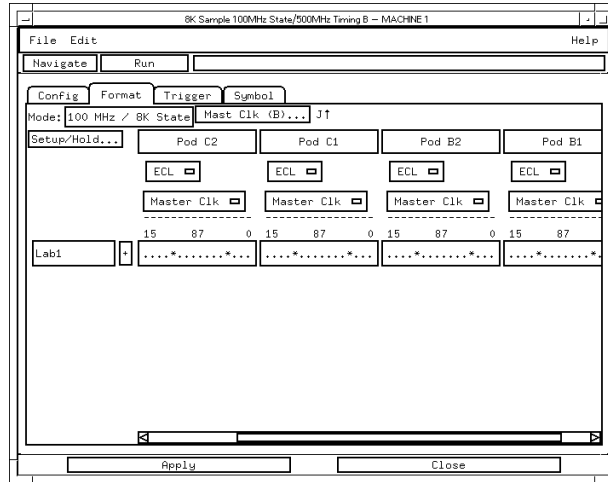 8K Sample 100MHz State/500MHz Timing B — MACHINE 1
File Edit Help
Navigate Run
Config Format Trigger Symbol
Mode: 100 MHz / 8K State Mast Clk (B)... J↑
Setup/Hold... Pod C2 Pod C1 Pod B2 Pod B1
ECL ECL ECL ECL
Master Clk Master Clk Master Clk Master Clk
15 87 0 15 87 0 15 87 0 15 87
Lab1 + ....*.......*... ....*.......*... ....*.......*... ....*.......*.
Apply Close